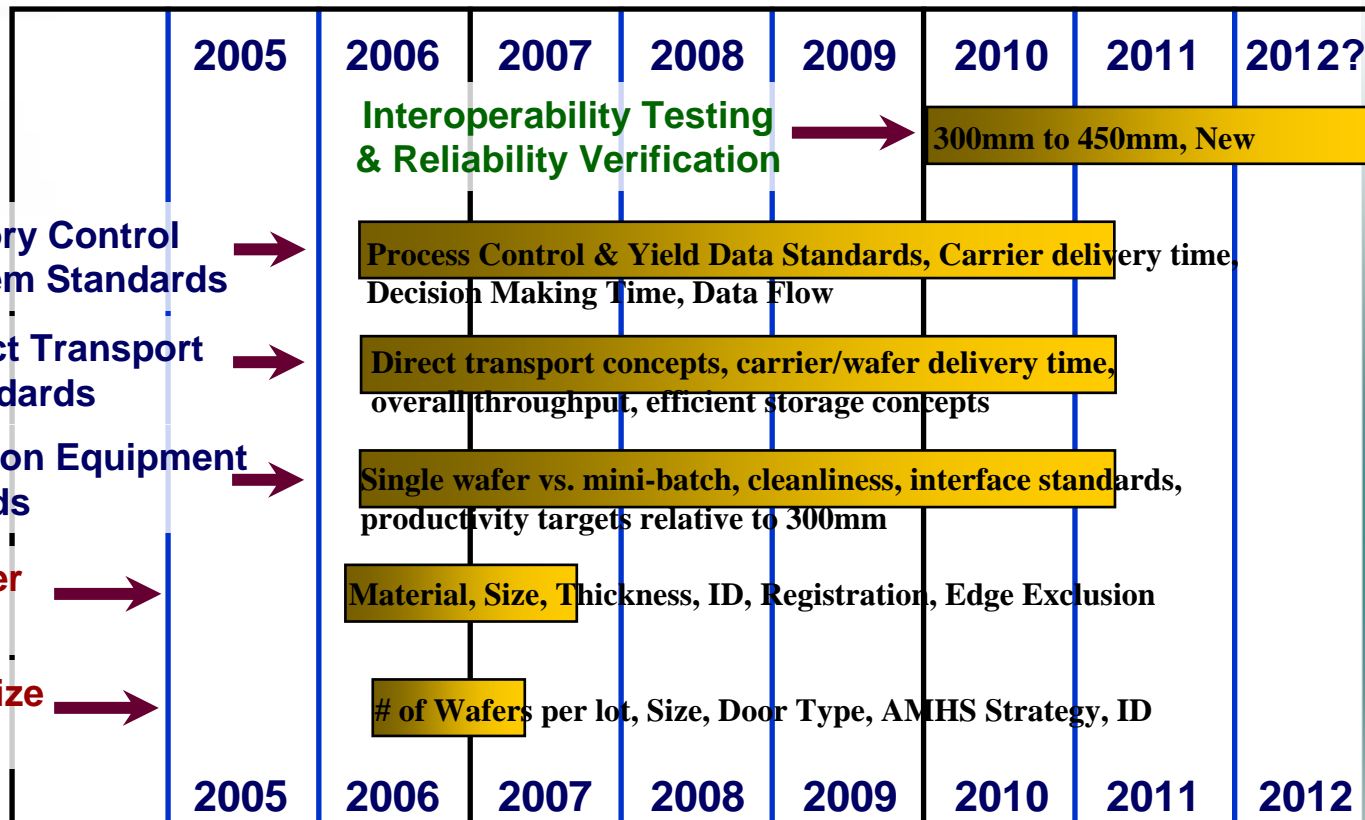 2005 2006 2007 2008 2009 2010 2011 2012?
Interoperability Testing
& Reliability Verification
300mm to 450mm, New
ory Control
em Standards
Process Control & Yield Data Standards, Carrier delivery time,
Decision Making Time, Data Flow
ct Transport
dards
Direct transport concepts, carrier/wafer delivery time,
overall throughput, efficient storage concepts
on Equipment
ds
Single wafer vs. mini-batch, cleanliness, interface standards,
productivity targets relative to 300mm
er
Material, Size, Thickness, ID, Registration, Edge Exclusion
ize
# of Wafers per lot, Size, Door Type, AMHS Strategy, ID
2005 2006 2007 2008 2009 2010 2011 2012